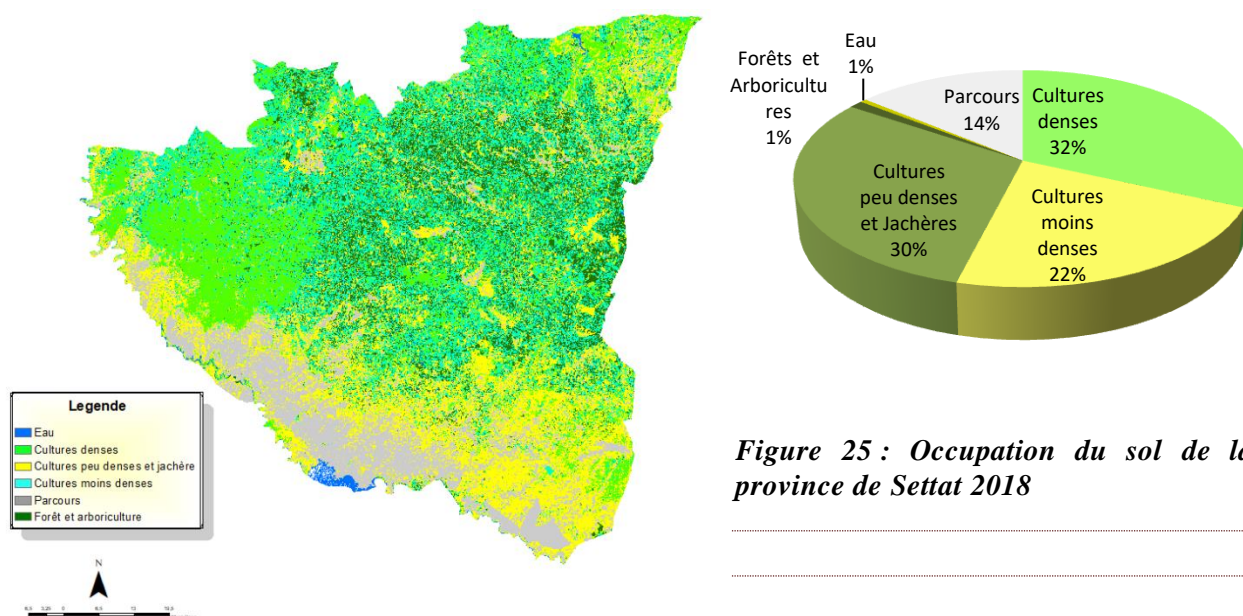 Legende
Eau
Cultures denses
Cultures peu denses et jachère
Cultures moins denses
Parcours
Forêt et arboriculture
N
Forêts et
Arboricultu
res
1%
Eau
1%
Parcours
14%
Cultures
denses
32%
Cultures
peu denses
et Jachères
30%
Cultures
moins
denses
22%
Figure 25 : Occupation du sol de la
province de Settat 2018